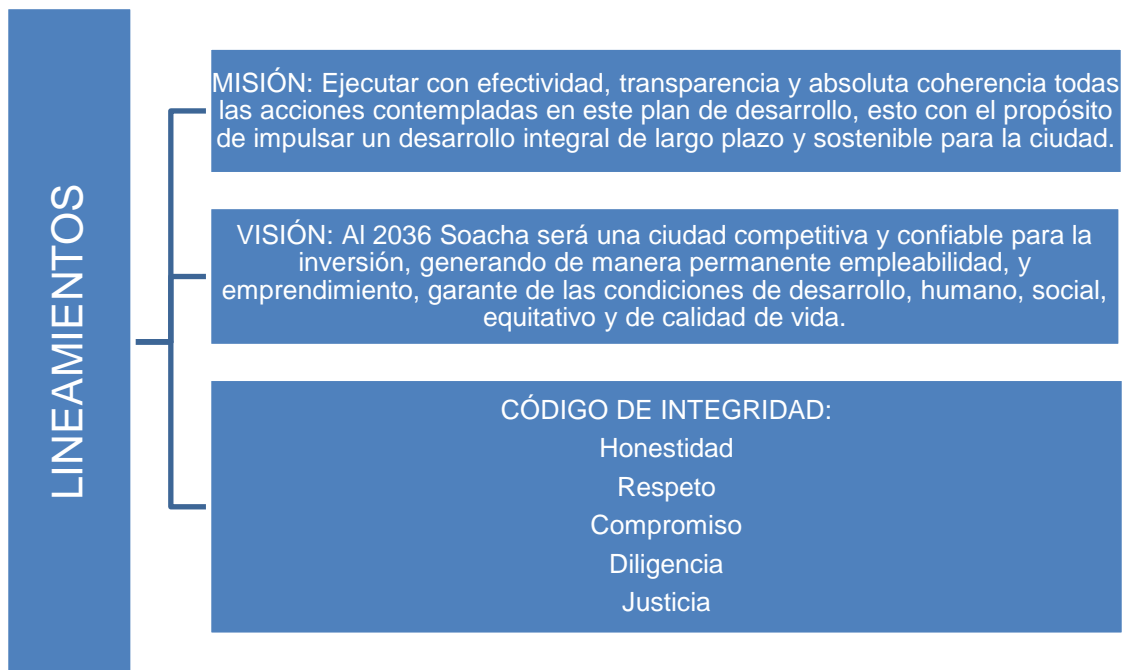 LINEAMIENTOS
MISIÓN: Ejecutar con efectividad, transparencia y absoluta coherencia todas
las acciones contempladas en este plan de desarrollo, esto con el propósito
de impulsar un desarrollo integral de largo plazo y sostenible para la ciudad.
VISIÓN: Al 2036 Soacha será una ciudad competitiva y confiable para la
inversión, generando de manera permanente empleabilidad, y
emprendimiento, garante de las condiciones de desarrollo, humano, social,
equitativo y de calidad de vida.
CÓDIGO DE INTEGRIDAD:
Honestidad
Respeto
Compromiso
Diligencia
Justicia